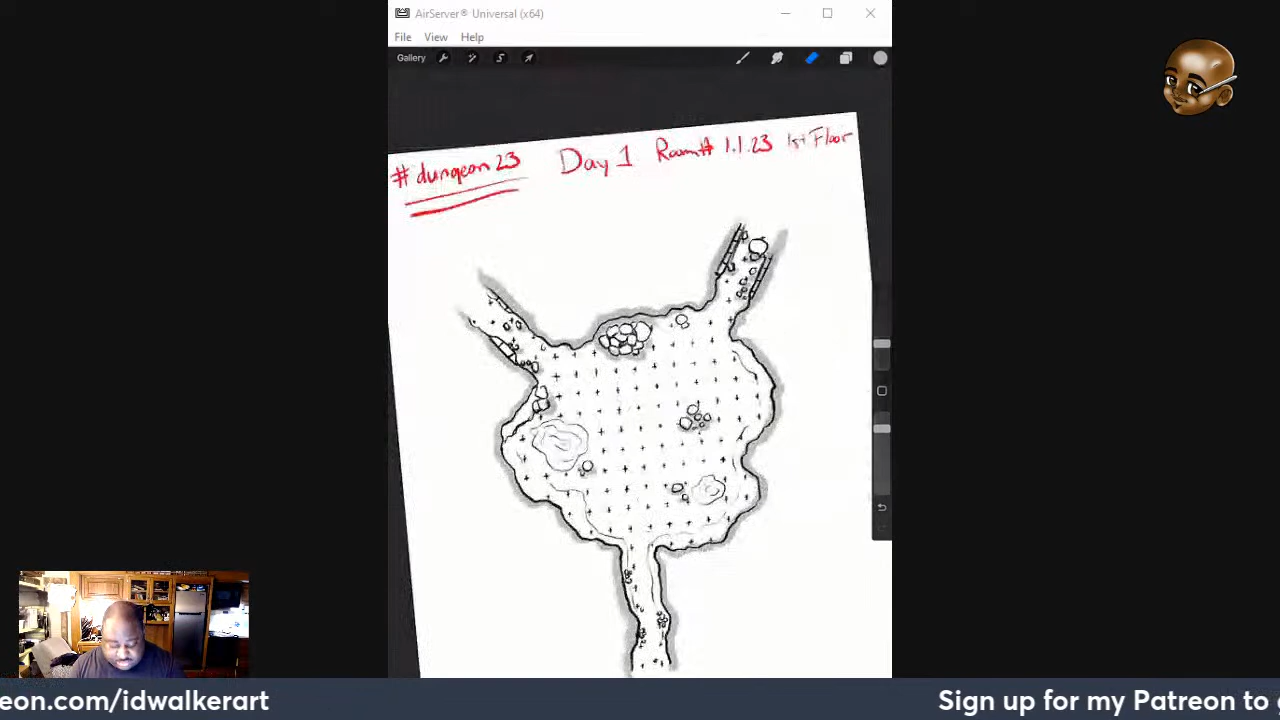 AirServer® Universal (x64)
File View Help
Gallery
#dungeon23 Day 1 Room# 1.1.23 1st Floor
eon.com/idwalkerart Sign up for my Patreon to